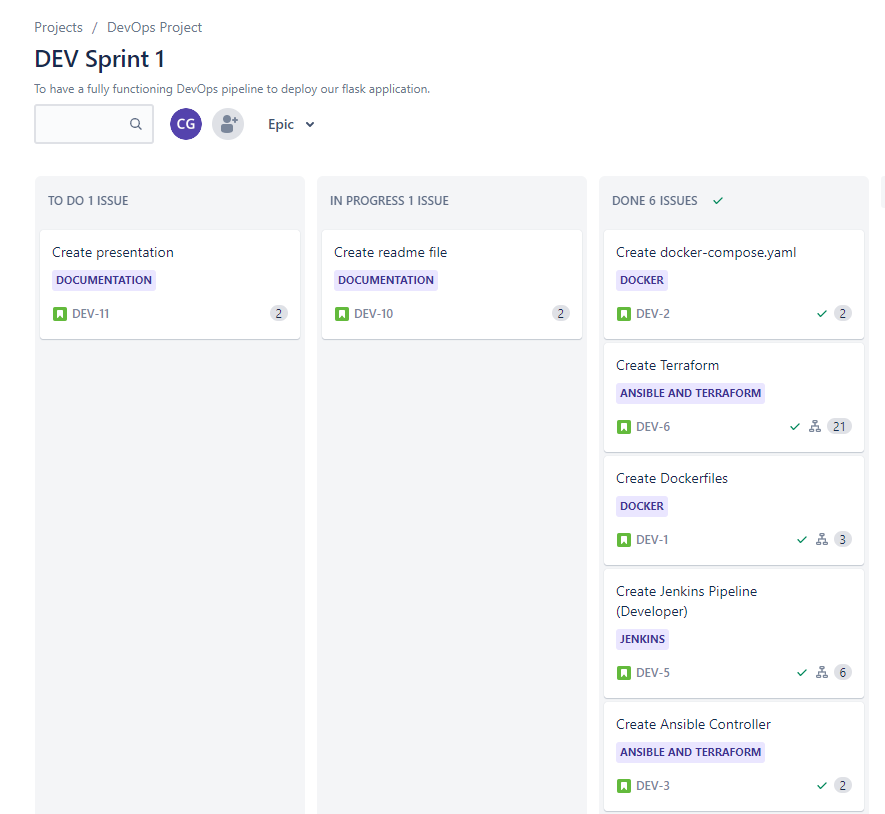 Projects / DevOps Project
DEV Sprint 1
To have a fully functioning DevOps pipeline to deploy our flask application.
CG
Epic
TO DO 1 ISSUE
Create presentation
DOCUMENTATION
DEV-11 2
IN PROGRESS 1 ISSUE
Create readme file
DOCUMENTATION
DEV-10 2
DONE 6 ISSUES
Create docker-compose.yaml
DOCKER
DEV-2 2
Create Terraform
ANSIBLE AND TERRAFORM
DEV-6 21
Create Dockerfiles
DOCKER
DEV-1 3
Create Jenkins Pipeline
(Developer)
JENKINS
DEV-5 6
Create Ansible Controller
ANSIBLE AND TERRAFORM
DEV-3 2